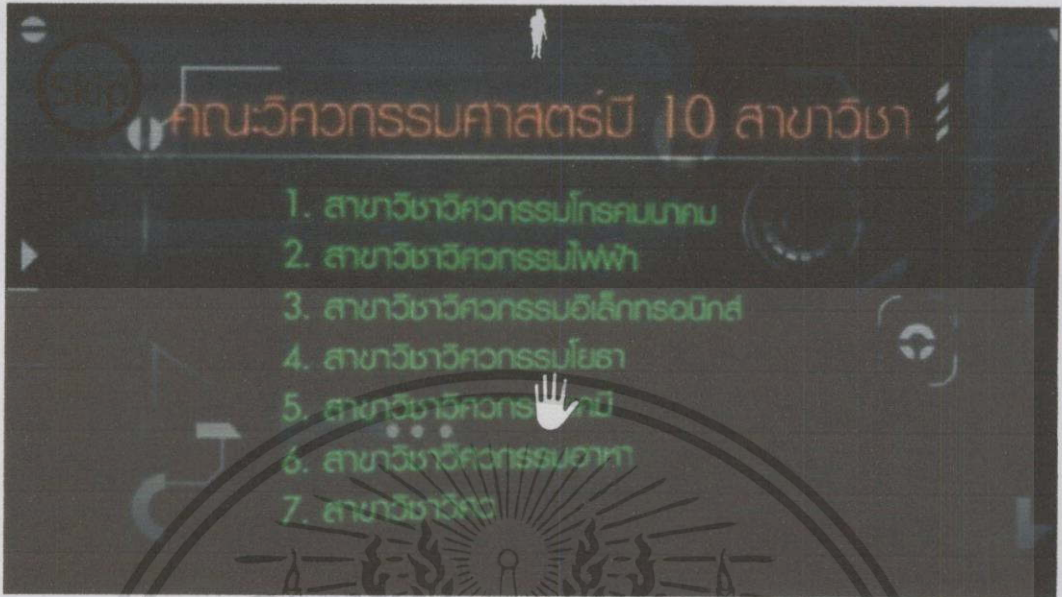 skip
คณะวิศวกรรมศาสตร์มี 10 สาขาวิชา
1. สาขาวิชาวิศวกรรมโทรคมนาคม
2. สาขาวิชาวิศวกรรมไฟฟ้า
3. สาขาวิชาวิศวกรรมอิเล็กทรอนิกส์
4. สาขาวิชาวิศวกรรมโยธา
5. สาขาวิชาวิศวกร
6. สาขาวิชาวิศวกรรมอาหา
7. สาขาวิชาวิศว